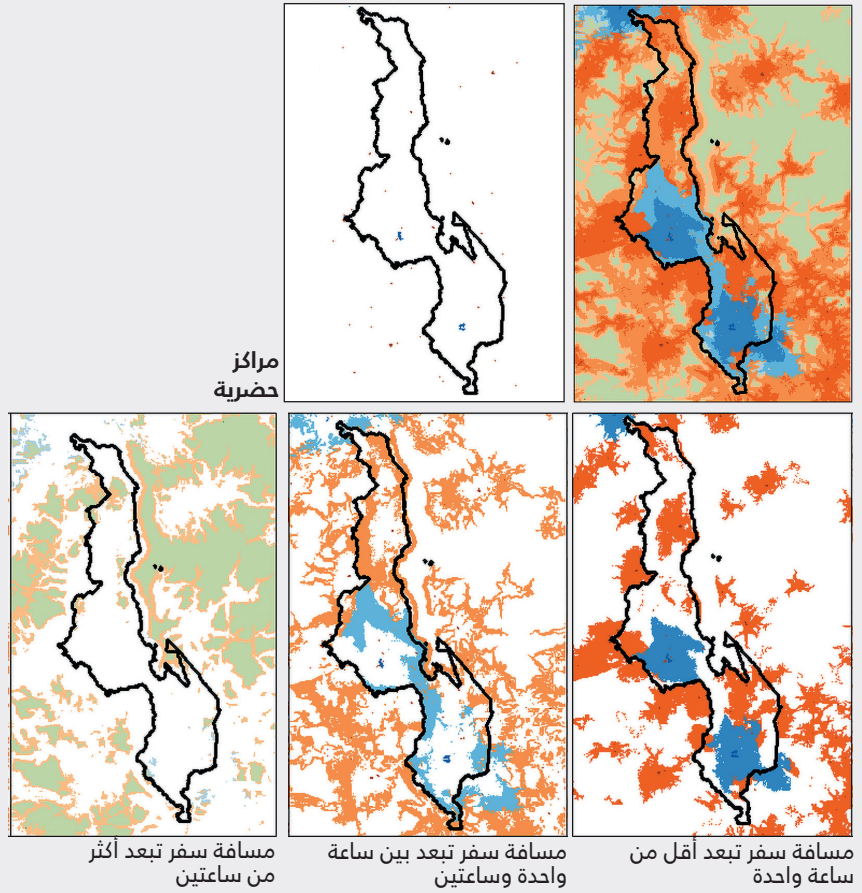 مراكز
حضرية
مسافة سفر تبعد أقل من
ساعة واحدة
مسافة سفر تبعد بين ساعة
واحدة وساعتين
مسافة سفر تبعد أكثر
من ساعتين